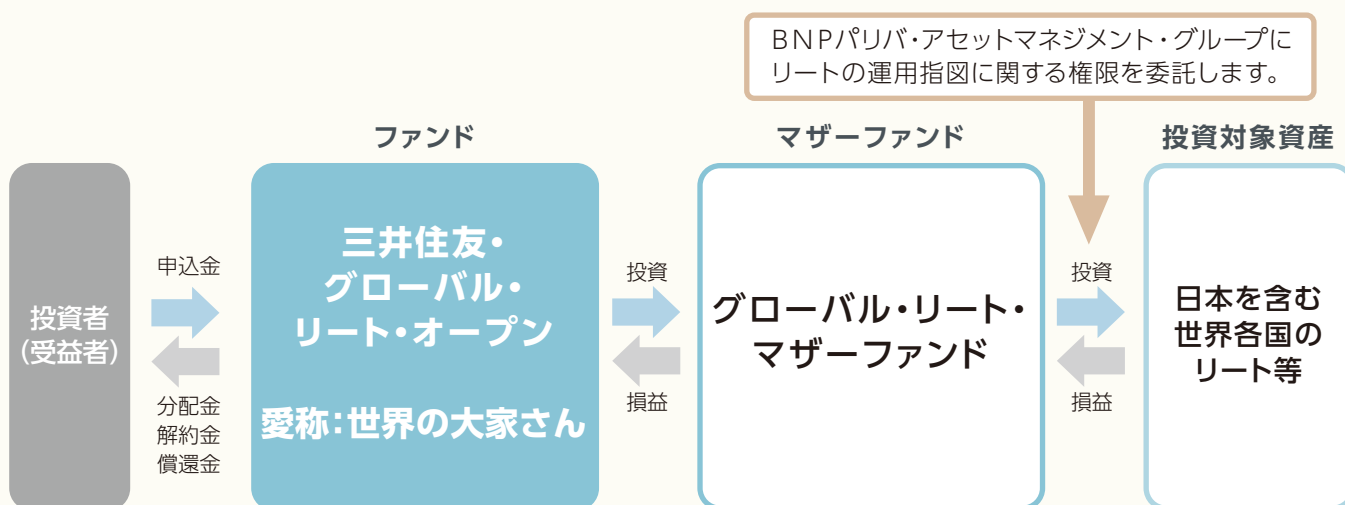 BNPパリバ・アセットマネジメント・グループに
リートの運用指図に関する権限を委託します。
ファンド
マザーファンド
投資対象資産
投資者
(受益者)
申込金
分配金
解約金
償還金
三井住友・
グローバル・
リート・オープン
愛称：世界の大家さん
投資
損益
グローバル・リート・
マザーファンド
投資
損益
日本を含む
世界各国の
リート等